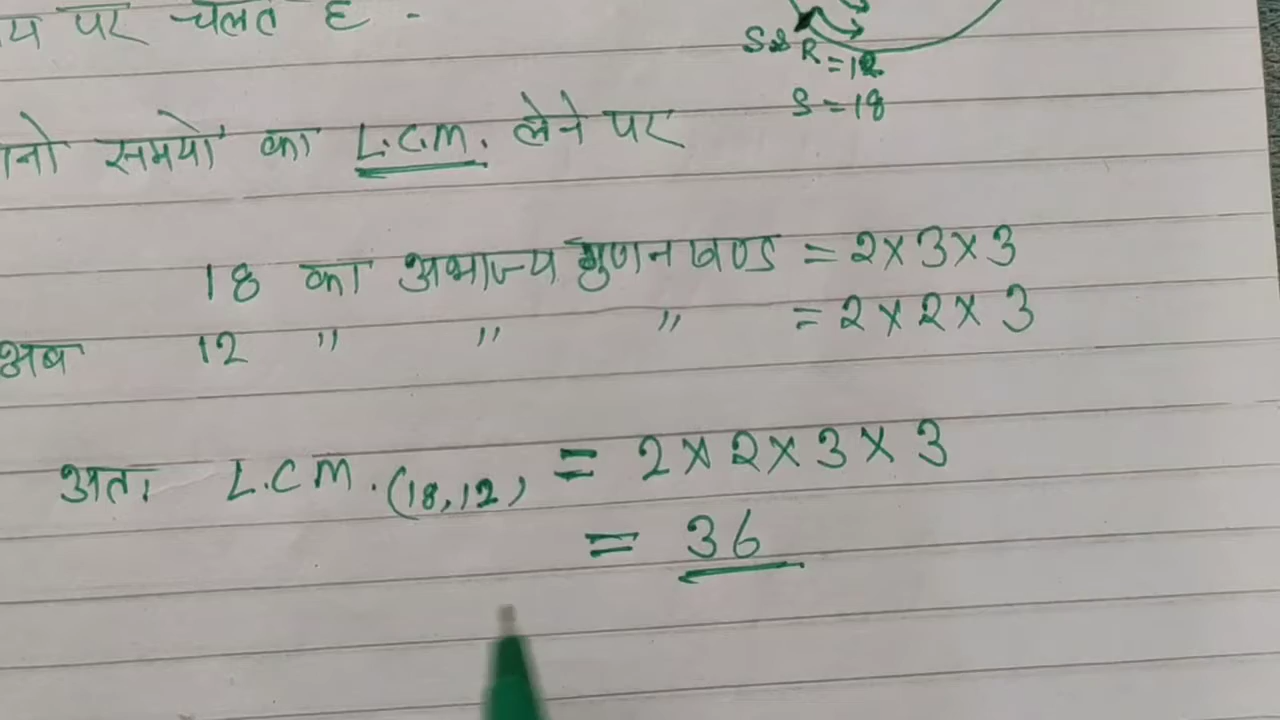 पर चलते है -
S & R = 12
S = 18
समयो का L.C.M. लेने पर
18 का अभाज्य गुणनखण्ड = 2 × 3 × 3
अब 12 " " " = 2 × 2 × 3
अतः L.C.M. (18, 12) = 2 × 2 × 3 × 3
= 36